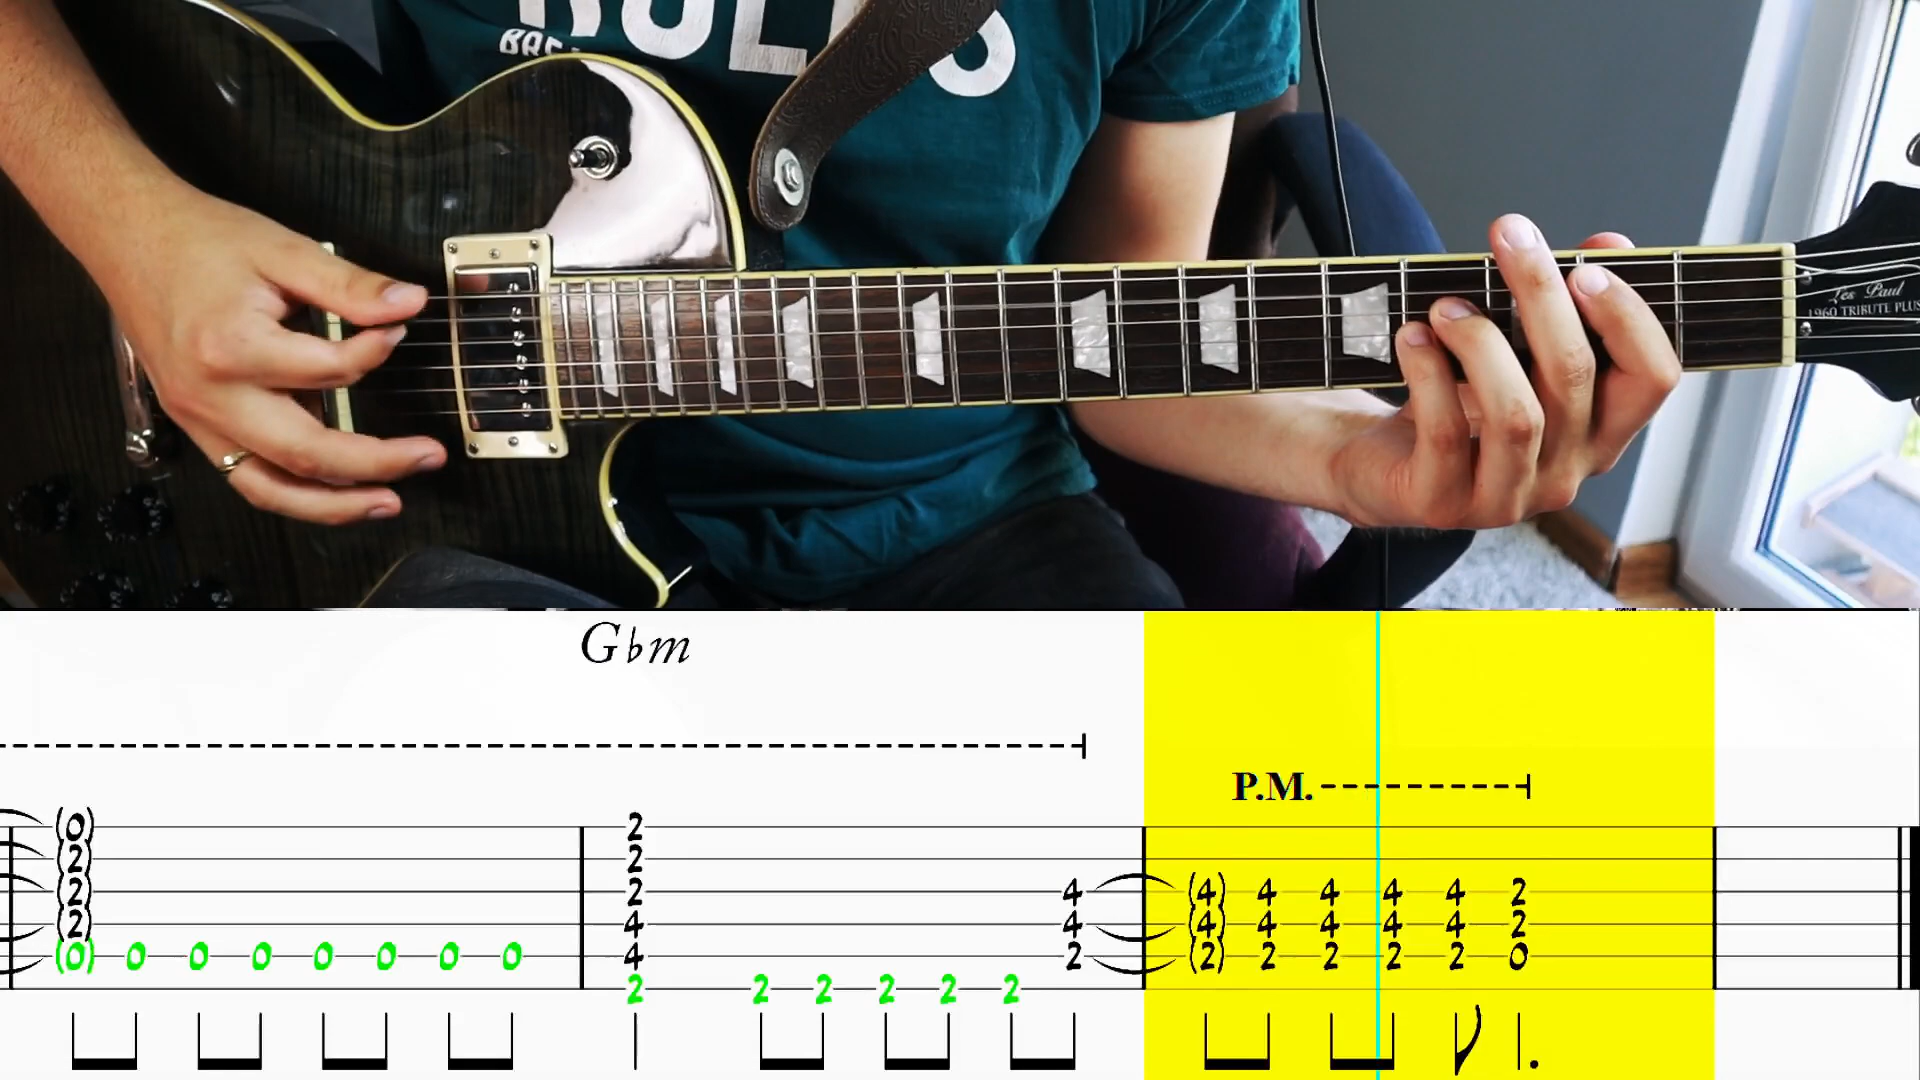 BRE
Les Paul
1960 TRIBUTE PLUS
G♭m
P.M.
(0) 2
(2) 2
(2) 2 4 (4) 4 4 4 4 2
(2) 4 4 (4) 4 4 4 4 2
(0) 0 0 0 0 0 0 0 4 2 (2) 2 2 2 2 0
2 2 2 2 2 2